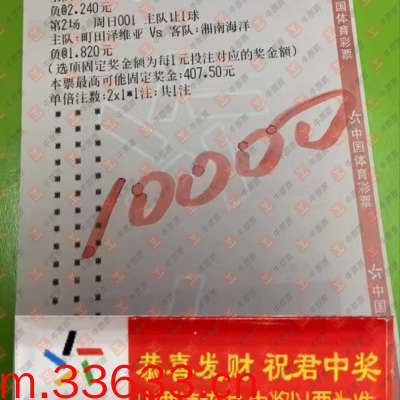 负@2.240元
第2场 周日001 主队让1球
主队:町田泽维亚 Vs 客队:湘南海洋
负@1.820元
(选项固定奖金额为每1元投注对应的奖金额)
本票最高可能固定奖金:407.50元
单倍注数:2x1*1注; 共1注
10000
中国体育彩票
中国体育彩票
中国
恭喜发财 祝君中奖
m.33633.cn